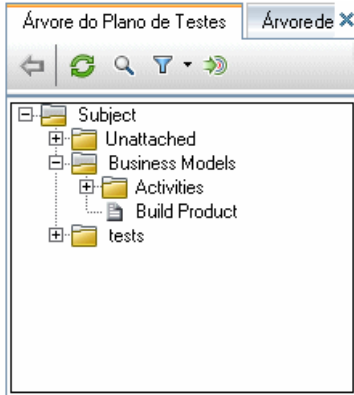 Árvore do Plano de Testes Árvore de
Subject
Unattached
Business Models
Activities
Build Product
tests